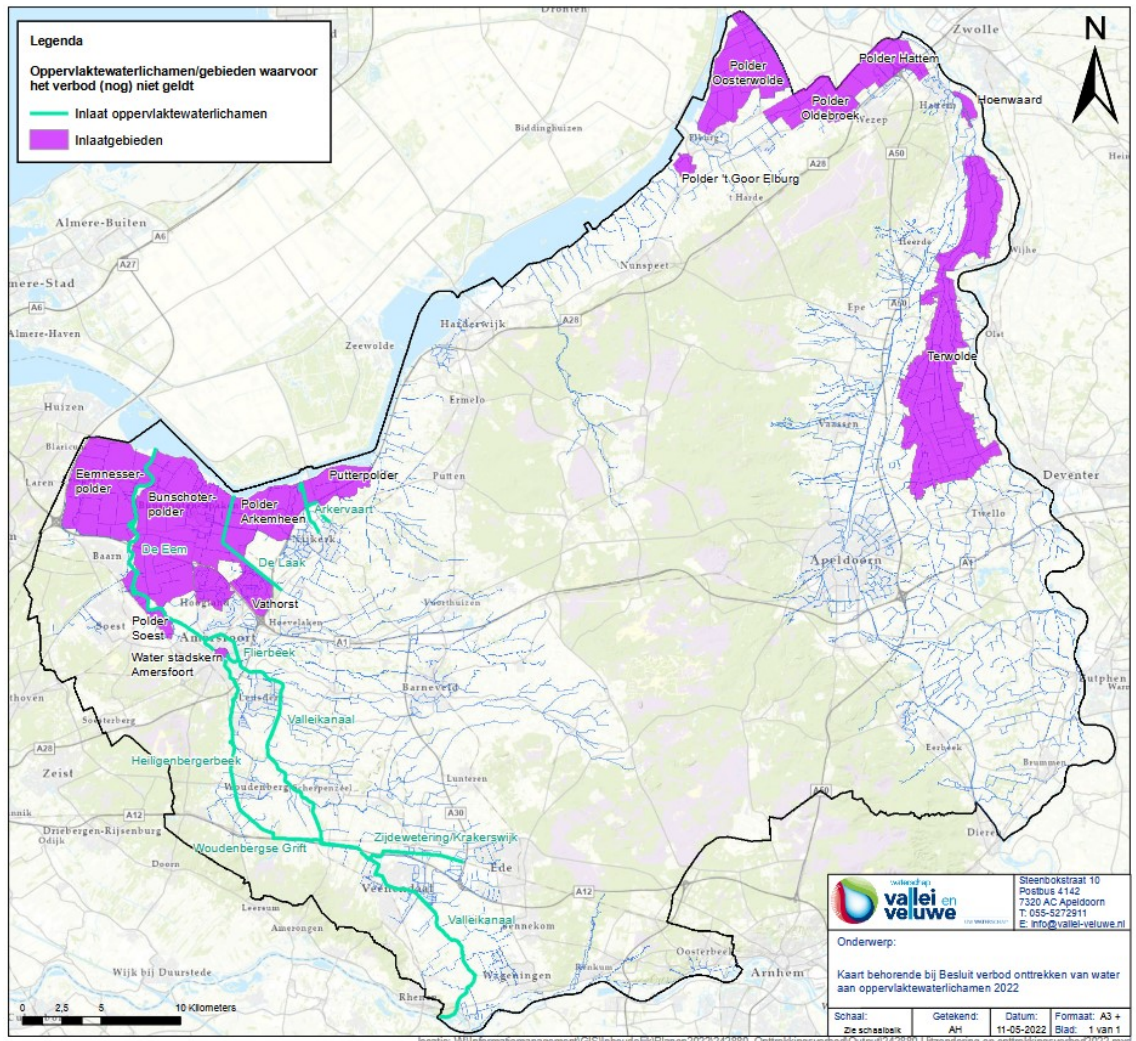 Legenda
Oppervlaktewaterlichamen/gebieden waarvoor
het verbod (nog) niet geldt
Inlaat oppervlaktewaterlichamen
Inlaatgebieden
N
Dronten
Zwolle
Polder
Oosterwolde
Polder Hattem
Polder
Oldebroek
Hattem
Hoenwaard
Wezep
Biddinghuizen
Elburg
A28
A50
Polder 't Goor Elburg
't Harde
Almere-Buiten
A6
A27
mere-Stad
A6
Almere-Haven
Nunspeet
Heerde
Wijhe
Epe
A50
Harderwijk
A28
Olst
Zeewolde
Terwolde
Huizen
Ermelo
Vaassen
Blaricum
Laren
Eemnesser-
polder
Bunschoter-
polder
Polder
Arkemheen
Putterpolder
Putten
Deventer
Arkervaart
Twello
Nijkerk
Baarn
De Eem
De Laak
Apeldoorn
A1
Hoogland
Vathorst
Voorthuizen
Soest
Polder
Soest
Hoevelaken
Amersfoort
A1
Water stadskern
Amersfoort
Flierbeek
Zutphen
Leusden
Barneveld
Soesterberg
Valleikanaal
A28
Zeist
Heiligenbergerbeek
Eerbeek
Brummen
Lunteren
Woudenberg
Scherpenzeel
A50
A12
A30
Driebergen-Rijsenburg
Odijk
Dieren
Zijdewetering/Krakerswijk
Woudenbergse Grift
Doorn
Ede
A12
Veenendaal
Leersum
Amerongen
Valleikanaal
Bennekom
Oosterbeek
Renkum
Arnhem
Wijk bij Duurstede
Wageningen
Rhenen
0 2,5 5 10 Kilometers
waterschap
vallei en
veluwe
Steenbokstraat 10
Postbus 4142
7320 AC Apeldoorn
T: 055-5272911
E: info@vallei-veluwe.nl
Onderwerp:
Kaart behorende bij Besluit verbod onttrekken van water
aan oppervlaktewaterlichamen 2022
Schaal: Getekend: Datum: Formaat: A3 +
Zie schaalbalk AH 11-05-2022 Blad: 1 van 1